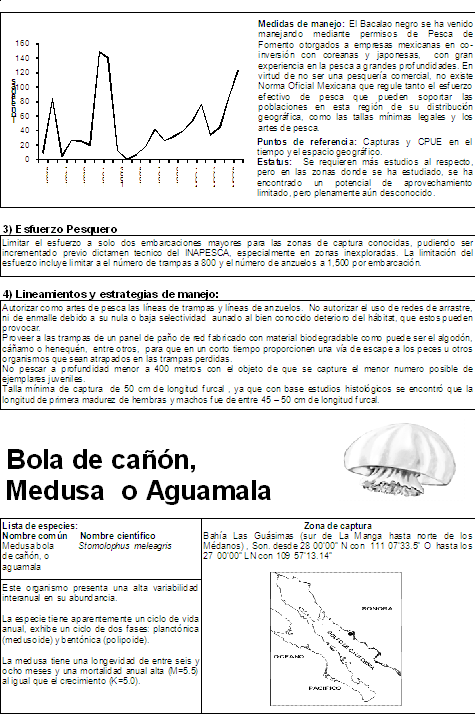 160
140
120
100
80
60
40
20
0
Medidas de manejo: El Bacalao negro se ha venido
manejando mediante permisos de Pesca de
Fomento otorgados a empresas mexicanas en co-
inversión con coreanas y japonesas, con gran
experiencia en la pesca a grandes profundidades. En
virtud de no ser una pesquería comercial, no existe
Norma Oficial Mexicana que regule tanto el esfuerzo
efectivo de pesca que pueden soportar las
poblaciones en esta región de su distribución
geográfica, como las tallas mínimas legales y los
artes de pesca.
Puntos de referencia: Capturas y CPUE en el
tiempo y el espacio geográfico.
Estatus: Se requieren más estudios al respecto,
pero en las zonas donde se ha estudiado, se ha
encontrado un potencial de aprovechamiento
limitado, pero plenamente aún desconocido.
3) Esfuerzo Pesquero
Limitar el esfuerzo a solo dos embarcaciones mayores para las zonas de captura conocidas, pudiendo ser
incrementado previo dictamen tecnico del INAPESCA, especialmente en zonas inexploradas. La limitación del
esfuerzo incluye limitar a el número de trampas a 800 y el número de anzuelos a 1,500 por embarcación.
4) Lineamientos y estrategias de manejo:
Autorizar como artes de pesca las líneas de trampas y líneas de anzuelos. No autorizar el uso de redes de arrastre,
ni de enmalle debido a su nula o baja selectividad aunado al bien conocido deterioro del hábitat, que estos pueden
provocar.
Proveer a las trampas de un panel de paño de red fabricado con material biodegradable como puede ser el algodón,
cáñamo o henequén, entre otros, para que en un corto tiempo proporcionen una vía de escape a los peces u otros
organismos que sean atrapados en las trampas perdidas.
No pescar a profundidad menor a 400 metros con el objeto de que se capture el menor numero posible de
ejemplares juveniles.
Talla mínima de captura de 50 cm de longitud furcal , ya que con base estudios histológicos se encontró que la
longitud de primera madurez de hembras y machos fue de entre 45 – 50 cm de longitud furcal.
Bola de cañón,
Medusa o Aguamala
Lista de especies:
Nombre común Nombre científico
Medusa bola Stomolophus meleagris
de cañón, o
aguamala
Zona de captura
Bahía Las Guásimas (sur de La Manga hasta norte de los
Médanos) , Son. desde 28 00'00" N con 111 07'33.5" O hasta los
27 00'00" LN con 109 57'13.14"
Este organismo presenta una alta variabilidad
interanual en su abundancia.
La especie tiene aparentemente un ciclo de vida
anual, exhibe un ciclo de dos fases: planctónica
(medusoide) y bentónica (polipoide).
La medusa tiene una longevidad de entre seis y
ocho meses y una mortalidad anual alta (M=5.5)
al igual que el crecimiento (K=5.0).
SONORA
GOLFO DE CALIFORNIA
OCEANO
PACIFICO